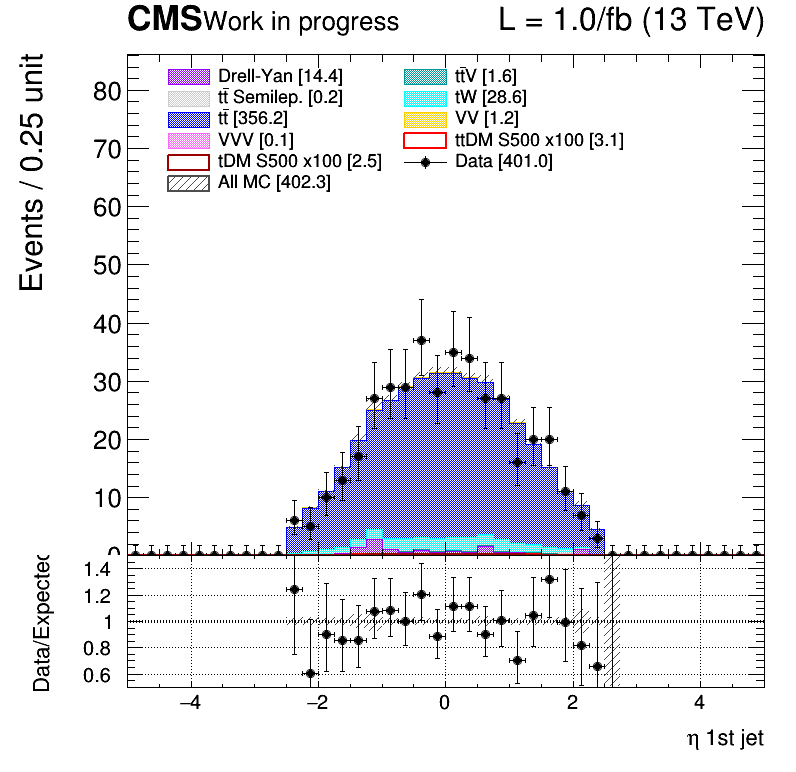 CMS Work in progress L = 1.0/fb (13 TeV)
Events / 0.25 unit
80
70
60
50
40
30
20
10
0
Drell-Yan [14.4] tt̄V [1.6]
tt̄ Semilep. [0.2] tW [28.6]
tt̄ [356.2] VV [1.2]
VVV [0.1] ttDM S500 x100 [3.1]
tDM S500 x100 [2.5] Data [401.0]
All MC [402.3]
Data/Expected
1.4
1.2
1
0.8
0.6
−4 −2 0 2 4
η 1st jet